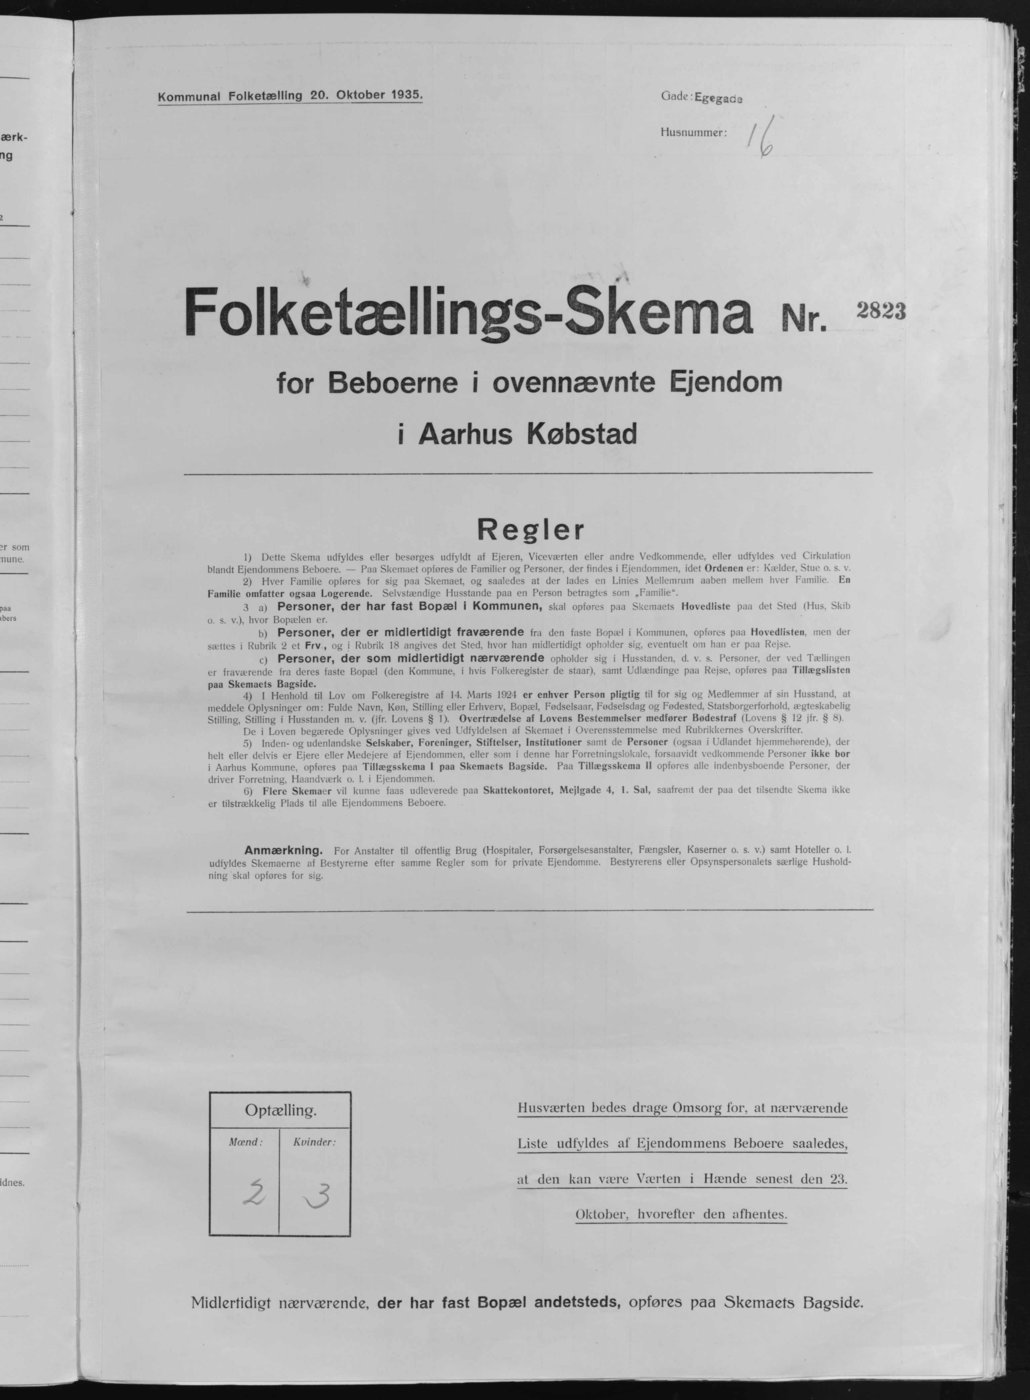 ærk-
ng
2
er som
mune.
paa
bers
idnes.
Kommunal Folketælling 20. Oktober 1935.
Gade: Egegade
Husnummer: 16
Folketællings-Skema Nr. 2823
for Beboerne i ovennævnte Ejendom
i Aarhus Købstad
Regler
1) Dette Skema udfyldes eller besørges udfyldt af Ejeren, Viceværten eller andre Vedkommende, eller udfyldes ved Cirkulation
blandt Ejendommens Beboere. — Paa Skemaet opføres de Familier og Personer, der findes i Ejendommen, idet Ordenen er: Kælder, Stue o. s. v.
2) Hver Familie opføres for sig paa Skemaet, og saaledes at der lades en Linies Mellemrum aaben mellem hver Familie. En
Familie omfatter ogsaa Logerende. Selvstændige Husstande paa en Person betragtes som „Familie“.
3 a) Personer, der har fast Bopæl i Kommunen, skal opføres paa Skemaets Hovedliste paa det Sted (Hus, Skib
o. s. v.), hvor Bopælen er.
b) Personer, der er midlertidigt fraværende fra den faste Bopæl i Kommunen, opføres paa Hovedlisten, men der
sættes i Rubrik 2 et Frv., og i Rubrik 18 angives det Sted, hvor han midlertidigt opholder sig, eventuelt om han er paa Rejse.
c) Personer, der som midlertidigt nærværende opholder sig i Husstanden, d. v. s. Personer, der ved Tællingen
er fraværende fra deres faste Bopæl (den Kommune, i hvis Folkeregister de staar), samt Udlændinge paa Rejse, opføres paa Tillægslisten
paa Skemaets Bagside.
4) I Henhold til Lov om Folkeregistre af 14. Marts 1924 er enhver Person pligtig til for sig og Medlemmer af sin Husstand, at
meddele Oplysninger om: Fulde Navn, Køn, Stilling eller Erhverv, Bopæl, Fødselsaar, Fødselsdag og Fødested, Statsborgerforhold, ægteskabelig
Stilling, Stilling i Husstanden m. v. (jfr. Lovens § 1). Overtrædelse af Lovens Bestemmelser medfører Bødestraf (Lovens § 12 jfr. § 8).
De i Loven begærede Oplysninger gives ved Udfyldelsen af Skemaet i Overensstemmelse med Rubrikkernes Overskrifter.
5) Inden- og udenlandske Selskaber, Foreninger, Stiftelser, Institutioner samt de Personer (ogsaa i Udlandet hjemmehørende), der
helt eller delvis er Ejere eller Medejere af Ejendommen, eller som i denne har Forretningslokale, forsaavidt vedkommende Personer ikke bor
i Aarhus Kommune, opføres paa Tillægsskema I paa Skemaets Bagside. Paa Tillægsskema II opføres alle indenbysboende Personer, der
driver Forretning, Haandværk o. l. i Ejendommen.
6) Flere Skemaer vil kunne faas udleverede paa Skattekontoret, Mejlgade 4, 1. Sal, saafremt der paa det tilsendte Skema ikke
er tilstrækkelig Plads til alle Ejendommens Beboere.
Anmærkning. For Anstalter til offentlig Brug (Hospitaler, Forsørgelsesanstalter, Fængsler, Kaserner o. s. v.) samt Hoteller o. l.
udfyldes Skemaerne af Bestyrerne efter samme Regler som for private Ejendomme. Bestyrerens eller Opsynspersonalets særlige Hushold-
ning skal opføres for sig.
Optælling.
Mænd: Kvinder:
2 3
Husværten bedes drage Omsorg for, at nærværende
Liste udfyldes af Ejendommens Beboere saaledes,
at den kan være Værten i Hænde senest den 23.
Oktober, hvorefter den afhentes.
Midlertidigt nærværende, der har fast Bopæl andetsteds, opføres paa Skemaets Bagside.